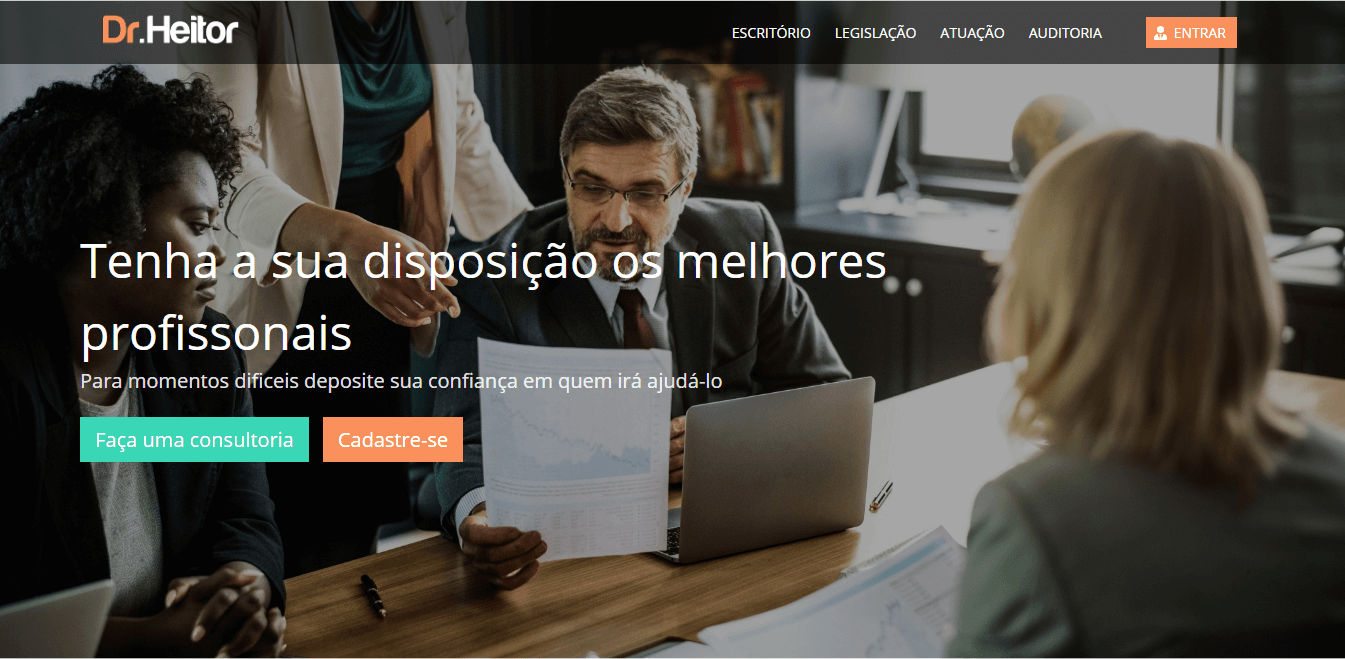 Dr.Heitor
ESCRITÓRIO LEGISLAÇÃO ATUAÇÃO AUDITORIA ENTRAR
Tenha a sua disposição os melhores
profissonais
Para momentos dificeis deposite sua confiança em quem irá ajudá-lo
Faça uma consultoria Cadastre-se